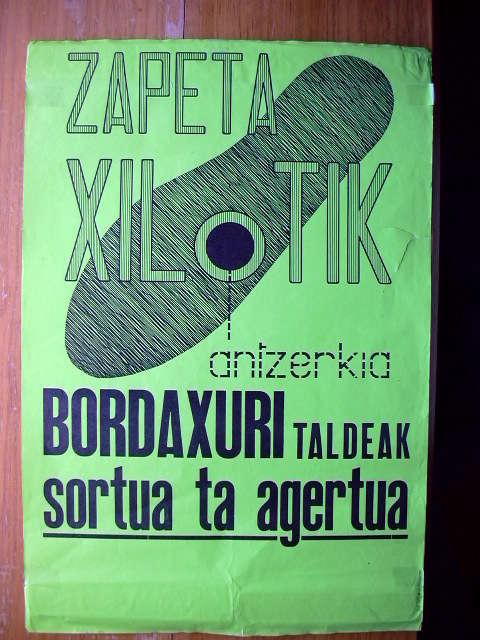 ZAPETA
XILOTIK
antzerkia
BORDAXURI TALDEAK
sortua ta agertua